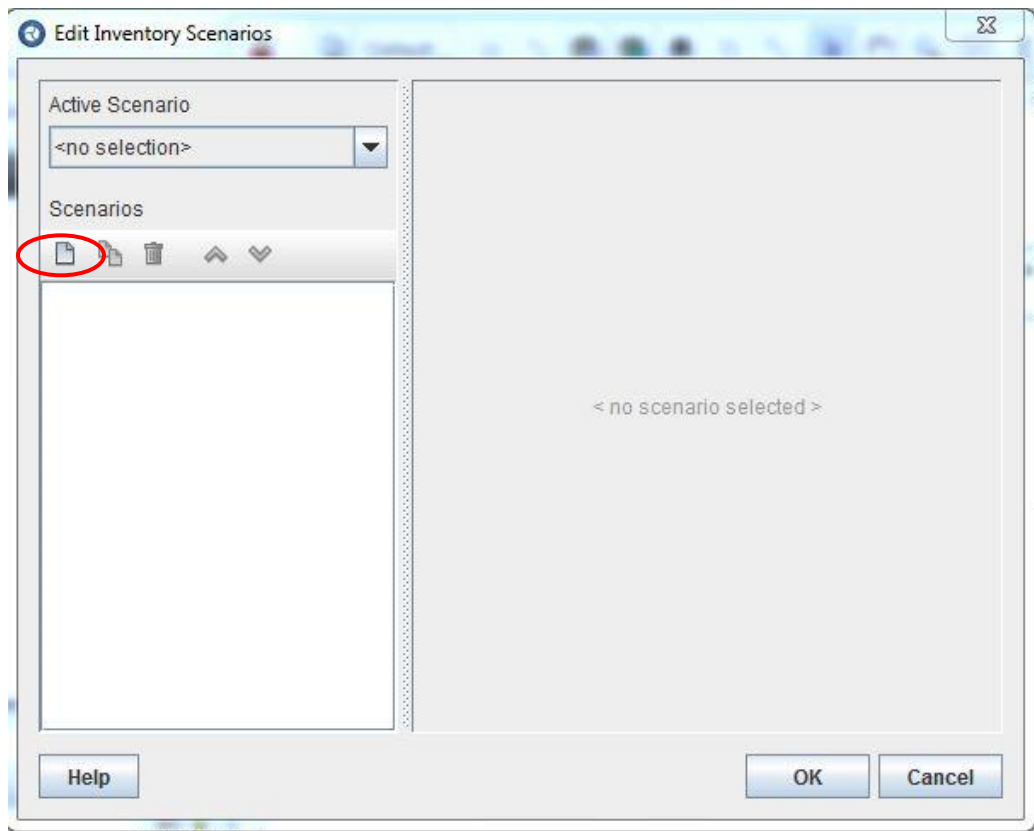 Edit Inventory Scenarios
Active Scenario
<no selection>
Scenarios
< no scenario selected >
Help
OK
Cancel